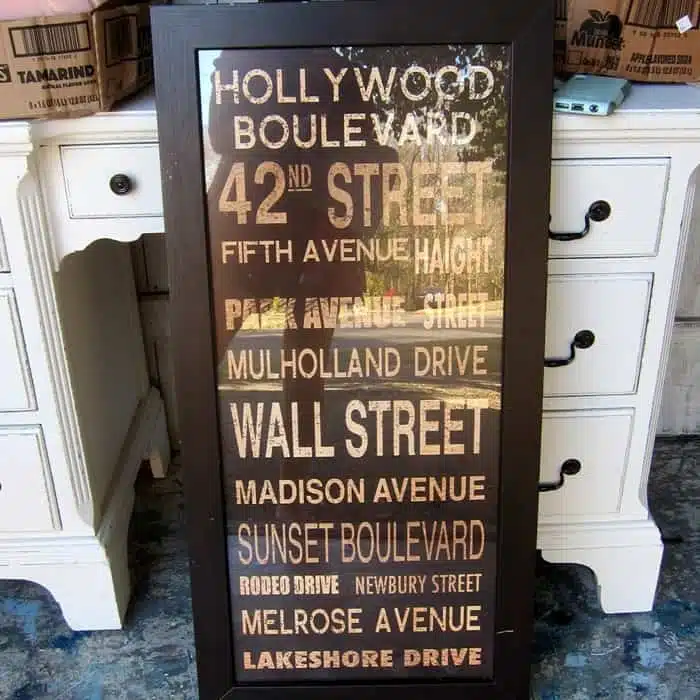 TAMARIND
HOLLYWOOD
BOULEVARD
42ND STREET
FIFTH AVENUE HAIGHT
PARK AVENUE STREET
MULHOLLAND DRIVE
WALL STREET
MADISON AVENUE
SUNSET BOULEVARD
RODEO DRIVE NEWBURY STREET
MELROSE AVENUE
LAKESHORE DRIVE